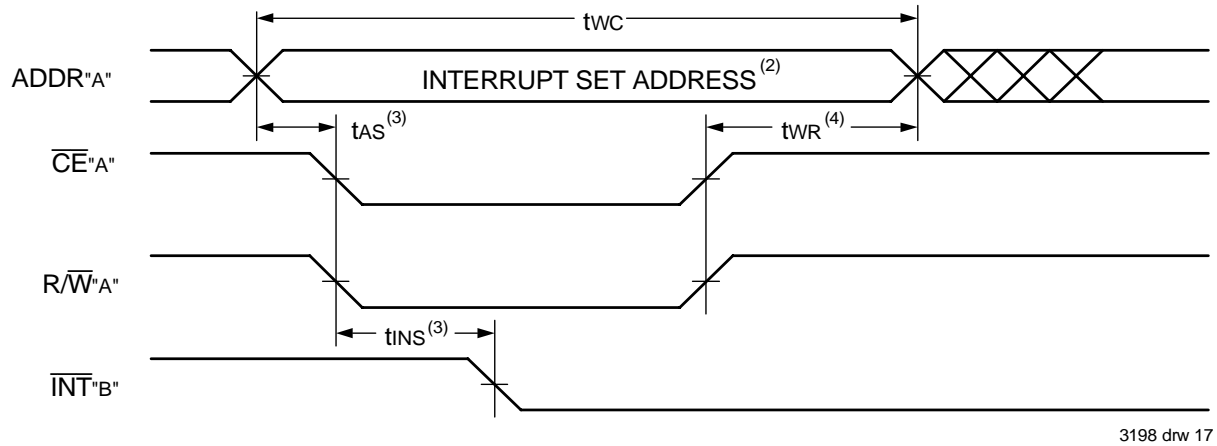 tWC
ADDR"A"
INTERRUPT SET ADDRESS(2)
tAS(3)
tWR(4)
CE"A"
R/W"A"
tINS(3)
INT"B"
3198 drw 17